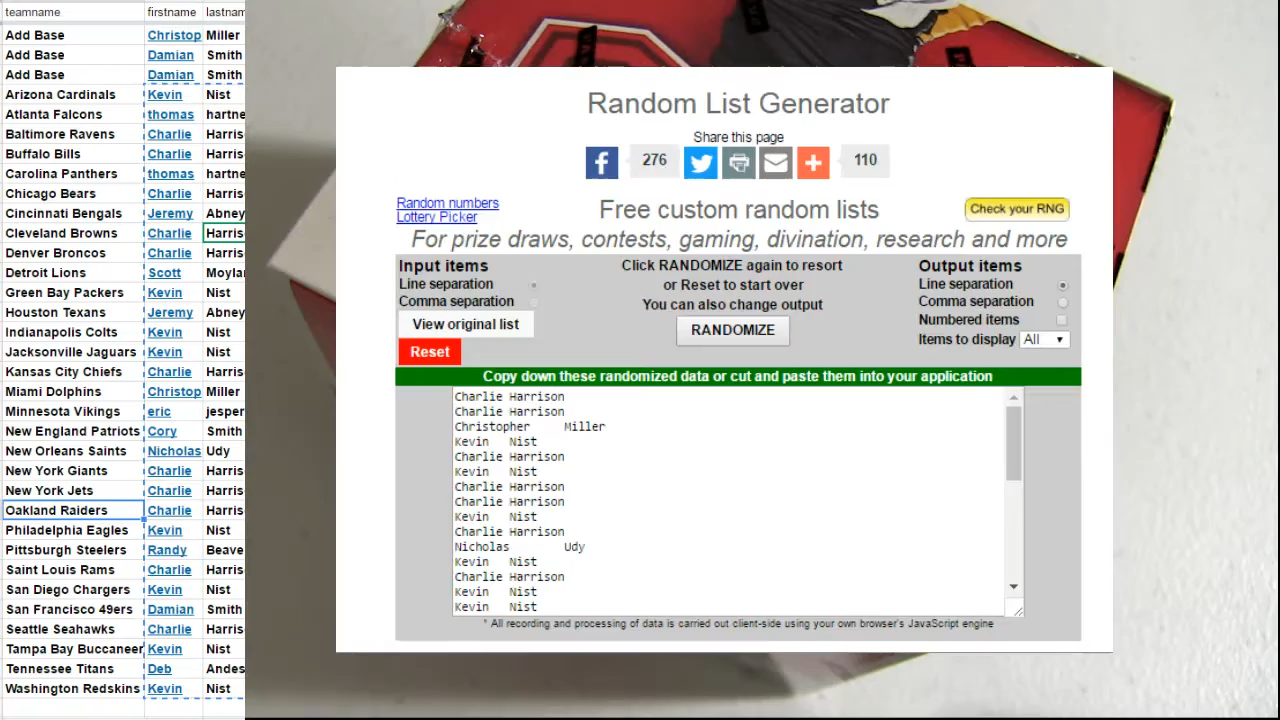 teamname firstname lastnam
Add Base Christop Miller
Add Base Damian Smith
Add Base Damian Smith
Arizona Cardinals Kevin Nist
Atlanta Falcons thomas hartne
Baltimore Ravens Charlie Harris
Buffalo Bills Charlie Harris
Carolina Panthers thomas hartne
Chicago Bears Charlie Harris
Cincinnati Bengals Jeremy Abney
Cleveland Browns Charlie Harris
Denver Broncos Charlie Harris
Detroit Lions Scott Moylar
Green Bay Packers Kevin Nist
Houston Texans Jeremy Abney
Indianapolis Colts Kevin Nist
Jacksonville Jaguars Kevin Nist
Kansas City Chiefs Charlie Harris
Miami Dolphins Christop Miller
Minnesota Vikings eric jesper
New England Patriots Cory Smith
New Orleans Saints Nicholas Udy
New York Giants Charlie Harris
New York Jets Charlie Harris
Oakland Raiders Charlie Harris
Philadelphia Eagles Kevin Nist
Pittsburgh Steelers Randy Beave
Saint Louis Rams Charlie Harris
San Diego Chargers Kevin Nist
San Francisco 49ers Damian Smith
Seattle Seahawks Charlie Harris
Tampa Bay Buccaneer Kevin Nist
Tennessee Titans Deb Andes
Washington Redskins Kevin Nist
Random List Generator
Share this page
276 110
Random numbers
Lottery Picker
Free custom random lists
Check your RNG
For prize draws, contests, gaming, divination, research and more
Input items
Line separation
Comma separation
View original list
Reset
Click RANDOMIZE again to resort
or Reset to start over
You can also change output
RANDOMIZE
Output items
Line separation
Comma separation
Numbered items
Items to display All
Copy down these randomized data or cut and paste them into your application
Charlie Harrison
Charlie Harrison
Christopher Miller
Kevin Nist
Charlie Harrison
Kevin Nist
Charlie Harrison
Charlie Harrison
Kevin Nist
Charlie Harrison
Nicholas Udy
Kevin Nist
Charlie Harrison
Kevin Nist
Kevin Nist
* All recording and processing of data is carried out client-side using your own browser's JavaScript engine